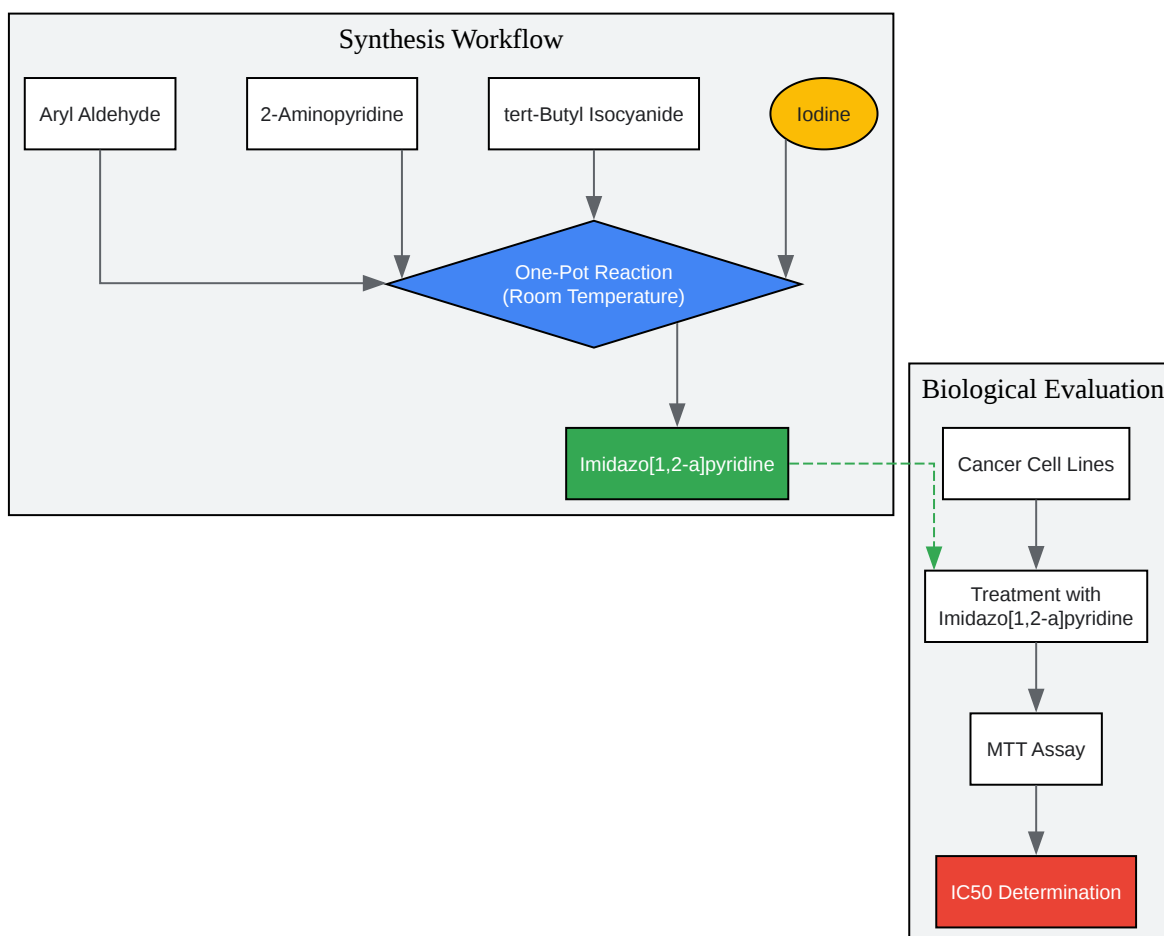 Synthesis Workflow
Aryl Aldehyde
2-Aminopyridine
tert-Butyl Isocyanide
Iodine
One-Pot Reaction
(Room Temperature)
Imidazo[1,2-a]pyridine
Biological Evaluation
Cancer Cell Lines
Treatment with
Imidazo[1,2-a]pyridine
MTT Assay
IC50 Determination